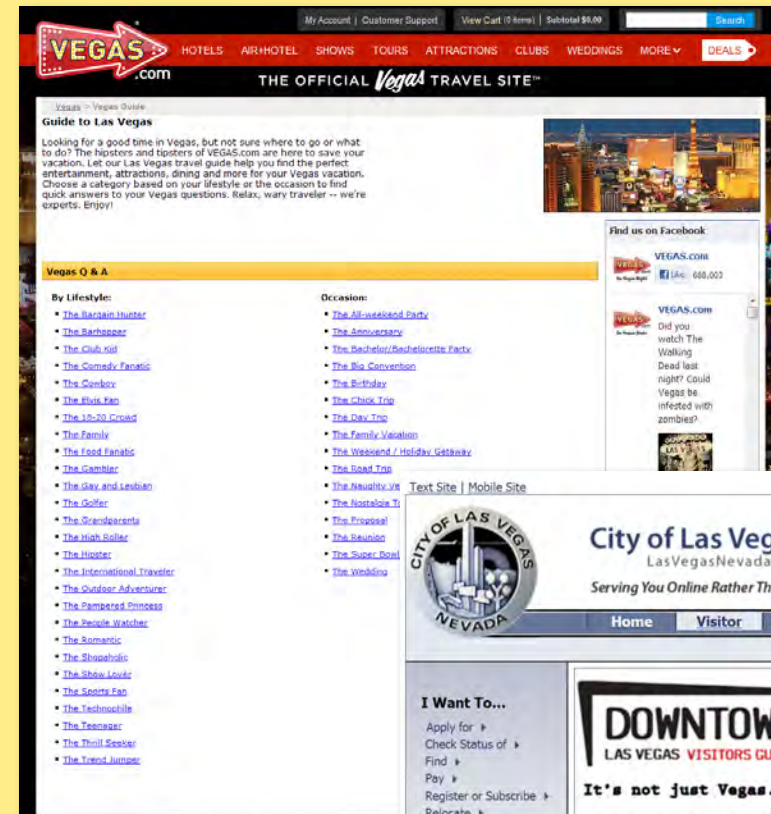 My Account | Customer Support View Cart (0 items) | Subtotal $0.00 Search
VEGAS
.com
HOTELS AIR+HOTEL SHOWS TOURS ATTRACTIONS CLUBS WEDDINGS MORE DEALS
THE OFFICIAL Vegas TRAVEL SITE™
Vegas > Vegas Guide
Guide to Las Vegas
Looking for a good time in Vegas, but not sure where to go or what
to do? The hipsters and tipsters of VEGAS.com are here to save your
vacation. Let our Las Vegas travel guide help you find the perfect
entertainment, attractions, dining and more for your Vegas vacation.
Choose a category based on your lifestyle or the occasion to find
quick answers to your Vegas questions. Relax, wary traveler -- we're
experts. Enjoy!
Vegas Q & A
By Lifestyle:
The Bargain Hunter
The Barhopper
The Club Kid
The Comedy Fanatic
The Cowboy
The Elvis Fan
The 18-20 Crowd
The Family
The Food Fanatic
The Gambler
The Gay and Lesbian
The Golfer
The Grandparents
The High Roller
The Hipster
The International Traveler
The Outdoor Adventurer
The Pampered Princess
The People Watcher
The Romantic
The Shopaholic
The Show Lover
The Sports Fan
The Technophile
The Teenager
The Thrill Seeker
The Trend Jumper
Occasion:
The All-weekend Party
The Anniversary
The Bachelor/Bachelorette Party
The Big Convention
The Birthday
The Chick Trip
The Day Trip
The Family Vacation
The Weekend / Holiday Getaway
The Road Trip
The Naughty Ve
The Nostalgia To
The Proposal
The Reunion
The Super Bowl
The Wedding
Find us on Facebook
VEGAS.com
Like 688,003
VEGAS.com
Did you
watch The
Walking
Dead last
night? Could
Vegas be
infested with
zombies?
Text Site | Mobile Site
CITY OF LAS VEGAS
NEVADA
City of Las Veg
LasVegasNevada
Serving You Online Rather Th
Home Visitor
I Want To...
Apply for
Check Status of
Find
Pay
Register or Subscribe
Relocate
DOWNTOW
LAS VEGAS VISITORS GU
It's not just Vegas.